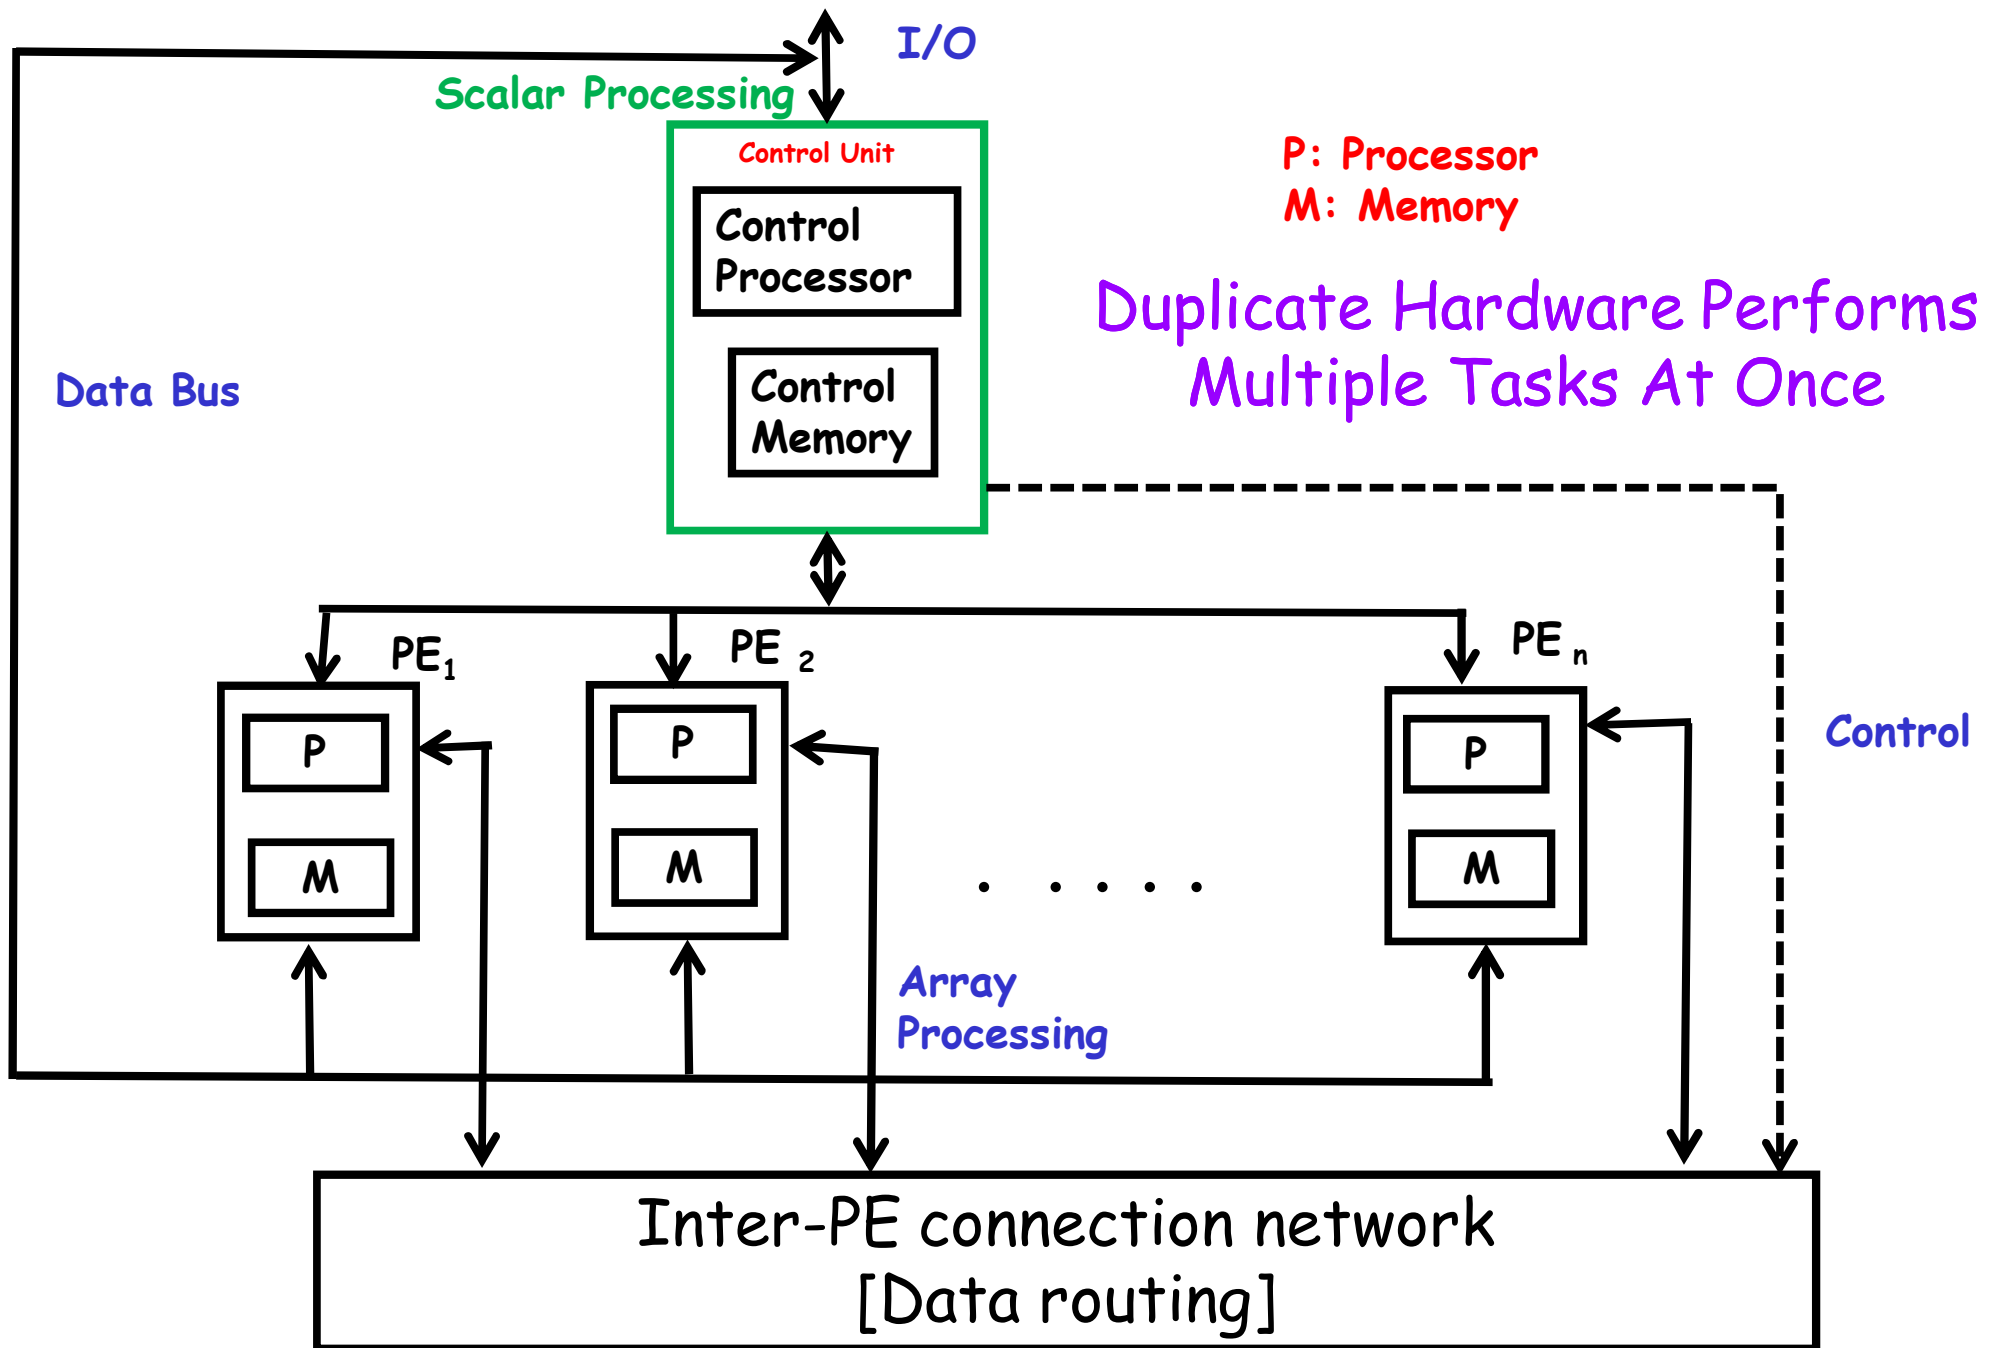 I/O
Scalar Processing
Control Unit
P: Processor
M: Memory
Control
Processor
Duplicate Hardware Performs
Multiple Tasks At Once
Data Bus
Control
Memory
PE1
PE 2
PE n
P
P
P
Control
M
M
M
. . . . .
Array
Processing
Inter-PE connection network
[Data routing]